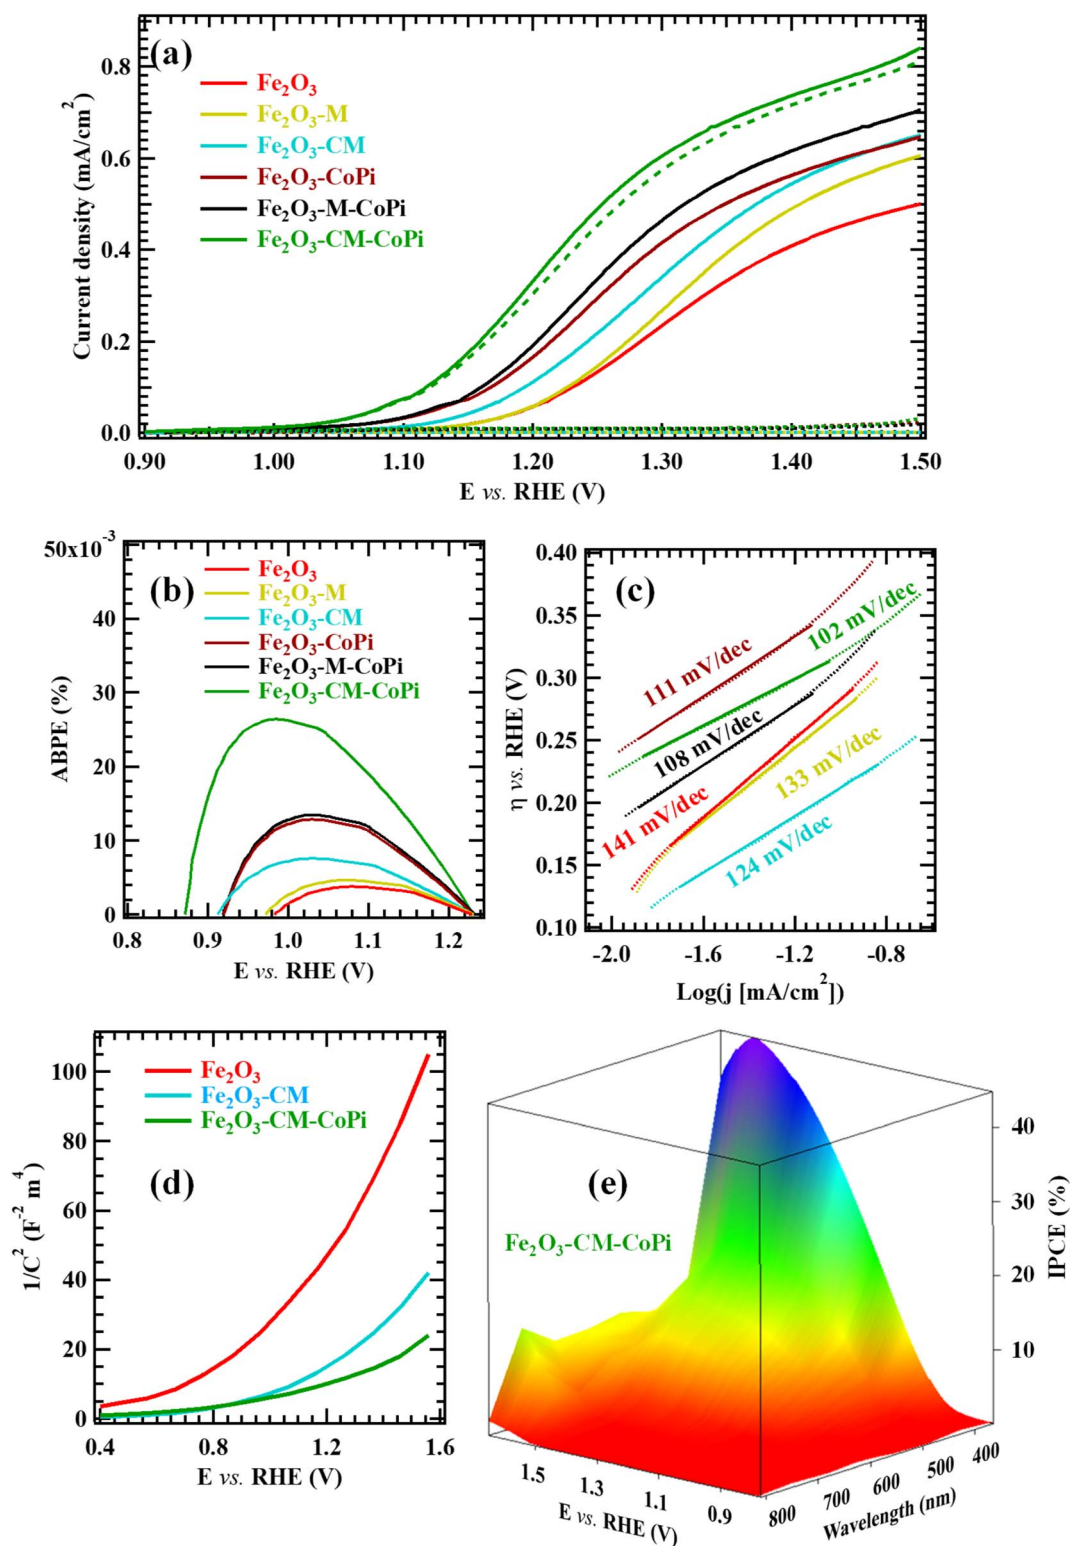 (a)
Fe₂O₃
Fe₂O₃-M
Fe₂O₃-CM
Fe₂O₃-CoPi
Fe₂O₃-M-CoPi
Fe₂O₃-CM-CoPi
Current density (mA/cm²)
0.8
0.6
0.4
0.2
0.0
0.90 1.00 1.10 1.20 1.30 1.40 1.50
E vs. RHE (V)
(b)
50x10⁻³
40
30
20
10
0
ABPE (%)
Fe₂O₃
Fe₂O₃-M
Fe₂O₃-CM
Fe₂O₃-CoPi
Fe₂O₃-M-CoPi
Fe₂O₃-CM-CoPi
0.8 0.9 1.0 1.1 1.2
E vs. RHE (V)
(c)
0.40
0.35
0.30
0.25
0.20
0.15
0.10
η vs. RHE (V)
111 mV/dec
102 mV/dec
108 mV/dec
141 mV/dec
133 mV/dec
124 mV/dec
-2.0 -1.6 -1.2 -0.8
Log(j [mA/cm²])
(d)
Fe₂O₃
Fe₂O₃-CM
Fe₂O₃-CM-CoPi
100
80
60
40
20
0
1/C² (F⁻² m⁴)
0.4 0.8 1.2 1.6
E vs. RHE (V)
(e)
Fe₂O₃-CM-CoPi
40
30
20
10
IPCE (%)
1.5 1.3 1.1 0.9
E vs. RHE (V)
800 700 600 500 400
Wavelength (nm)